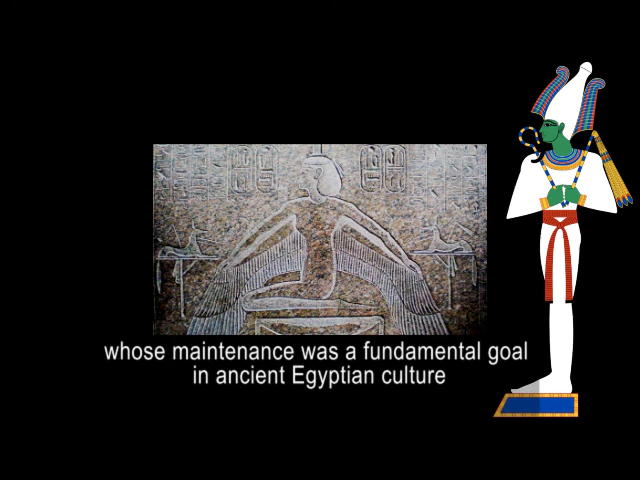 whose maintenance was a fundamental goal
in ancient Egyptian culture